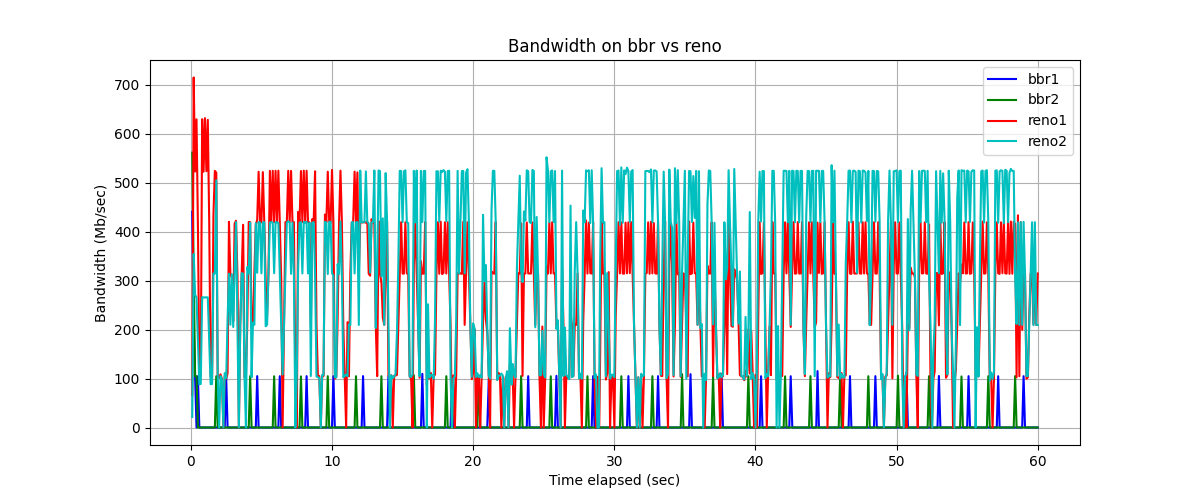 Bandwidth on bbr vs reno
bbr1
bbr2
reno1
reno2
700
600
500
400
300
200
100
0
Bandwidth (Mb/sec)
0 10 20 30 40 50 60
Time elapsed (sec)